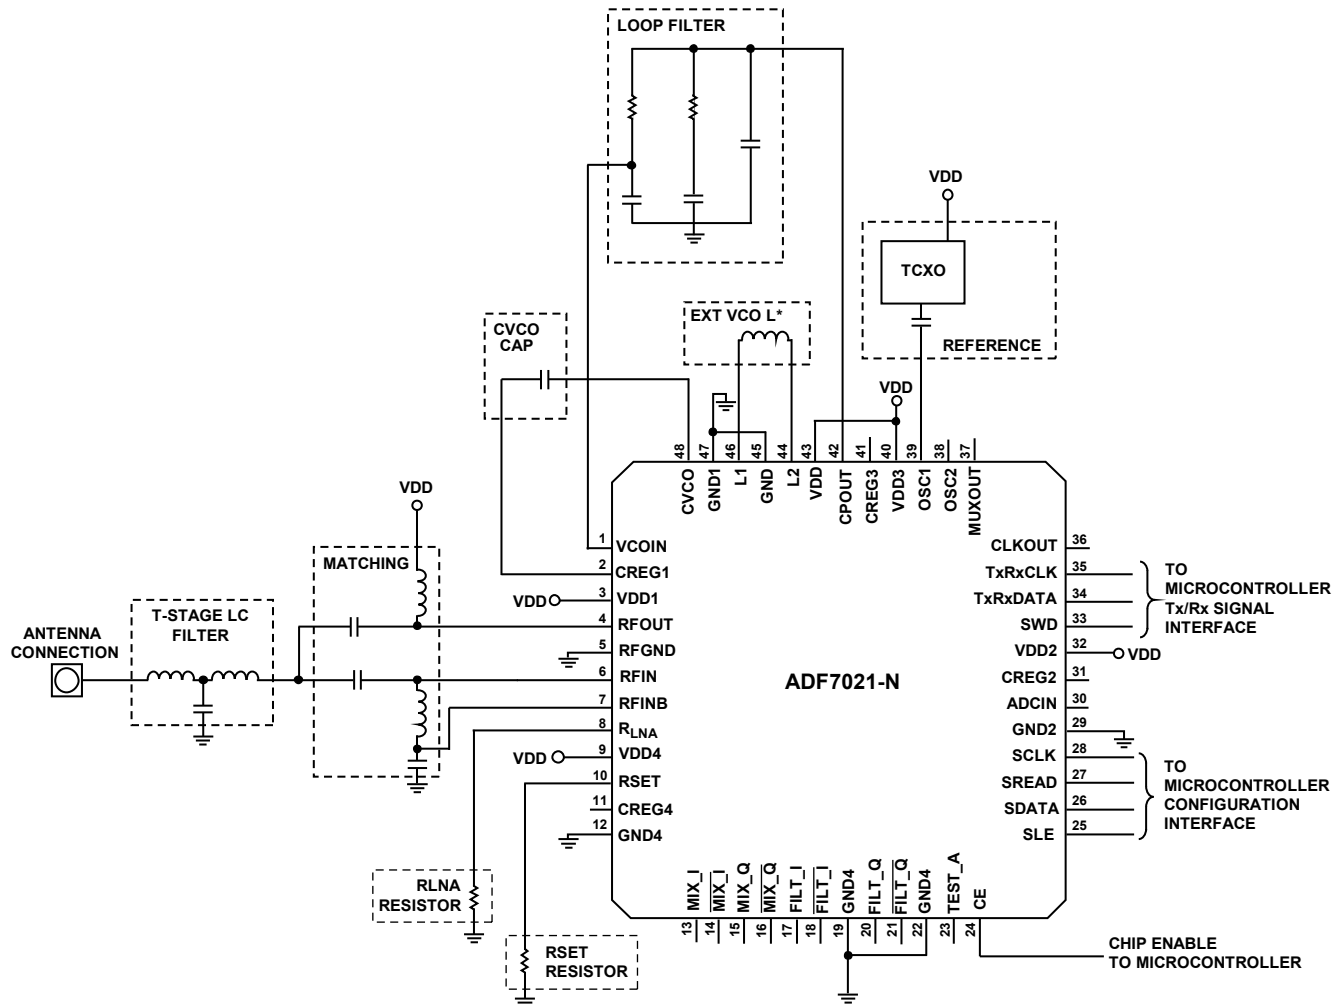 LOOP FILTER
VDD
TCXO
REFERENCE
EXT VCO L*
CVCO
CAP
VDD
48
47
46
45
44
43
42
41
40
39
38
37
CVCO
GND1
L1
GND
L2
VDD
CPOUT
CREG3
VDD3
OSC1
OSC2
MUXOUT
VDD
MATCHING
T-STAGE LC
FILTER
ANTENNA
CONNECTION
1 VCOIN
2 CREG1
VDD 3 VDD1
4 RFOUT
5 RFGND
6 RFIN
7 RFINB
8 RLNA
VDD 9 VDD4
10 RSET
11 CREG4
12 GND4
ADF7021-N
CLKOUT 36
TxRxCLK 35
TxRxDATA 34
SWD 33
VDD2 32 VDD
CREG2 31
ADCIN 30
GND2 29
SCLK 28
SREAD 27
SDATA 26
SLE 25
TO
MICROCONTROLLER
Tx/Rx SIGNAL
INTERFACE
TO
MICROCONTROLLER
CONFIGURATION
INTERFACE
MIX_I
MIX_I
MIX_Q
MIX_Q
FILT_I
FILT_I
GND4
FILT_Q
FILT_Q
GND4
TEST_A
CE
13
14
15
16
17
18
19
20
21
22
23
24
RLNA
RESISTOR
RSET
RESISTOR
CHIP ENABLE
TO MICROCONTROLLER